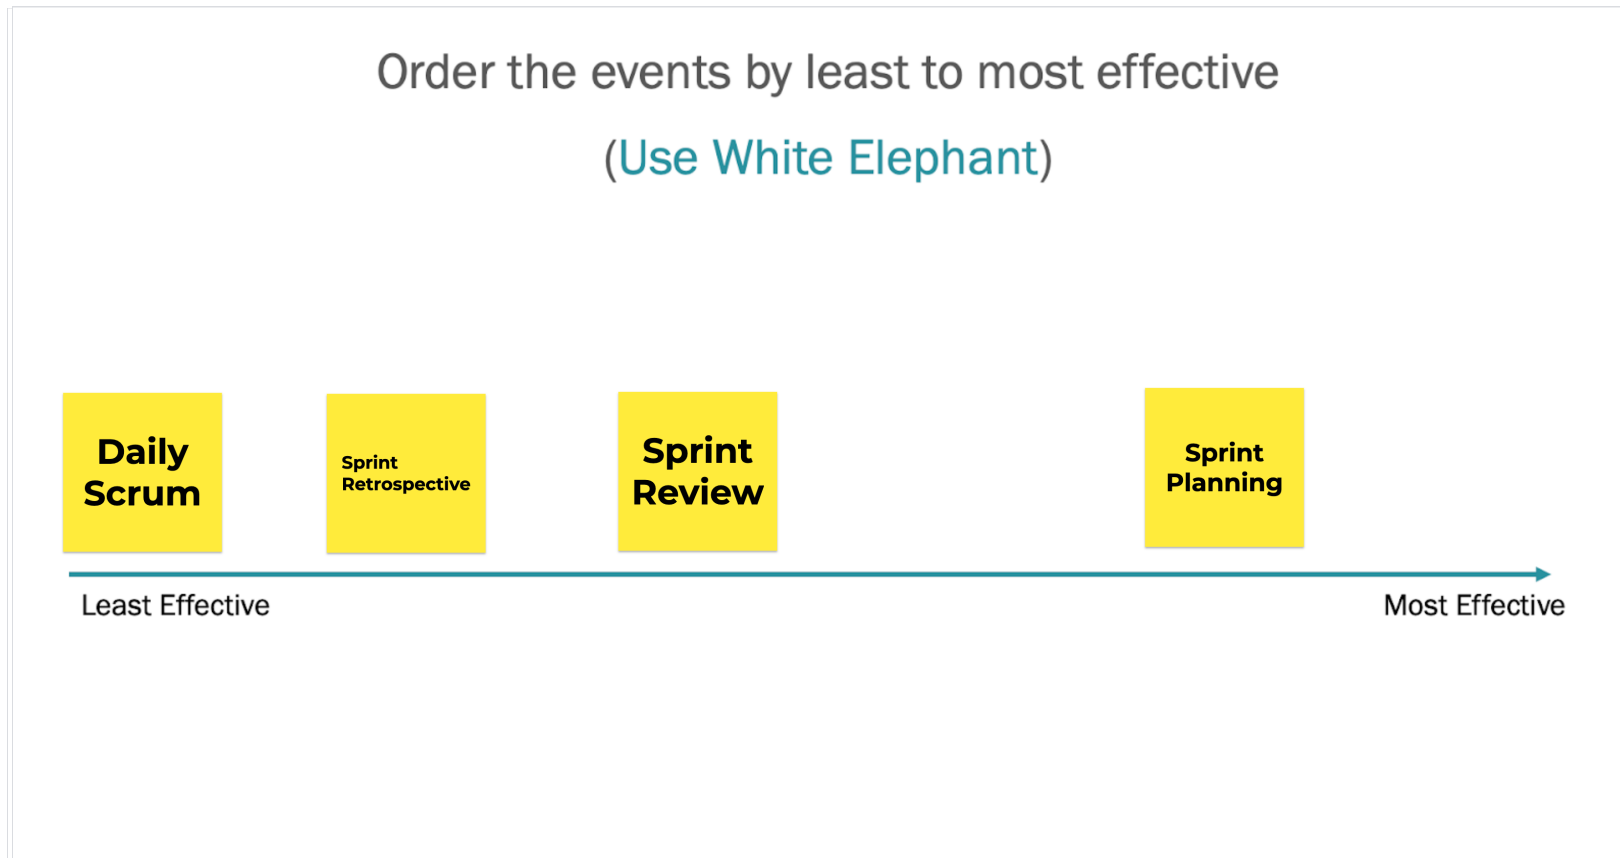 Order the events by least to most effective
(Use White Elephant)
Daily
Scrum
Sprint
Retrospective
Sprint
Review
Sprint
Planning
Least Effective
Most Effective